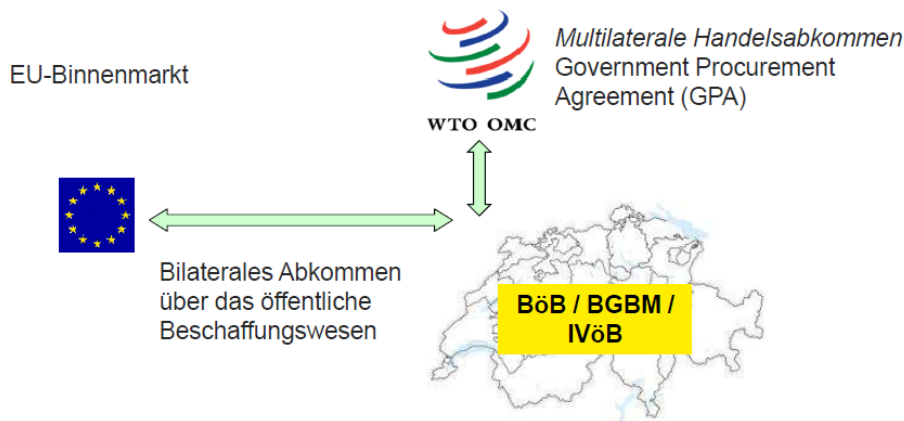 EU-Binnenmarkt
WTO OMC
Multilaterale Handelsabkommen
Government Procurement
Agreement (GPA)
Bilaterales Abkommen
über das öffentliche
Beschaffungswesen
BöB / BGBM /
IVöB